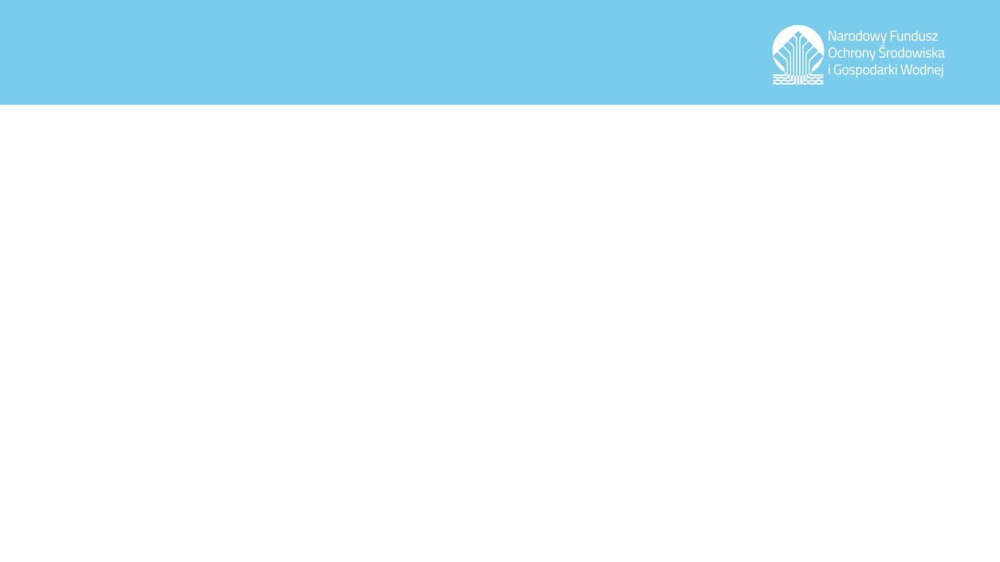 Narodowy Fundusz
Ochrony Środowiska
i Gospodarki Wodnej